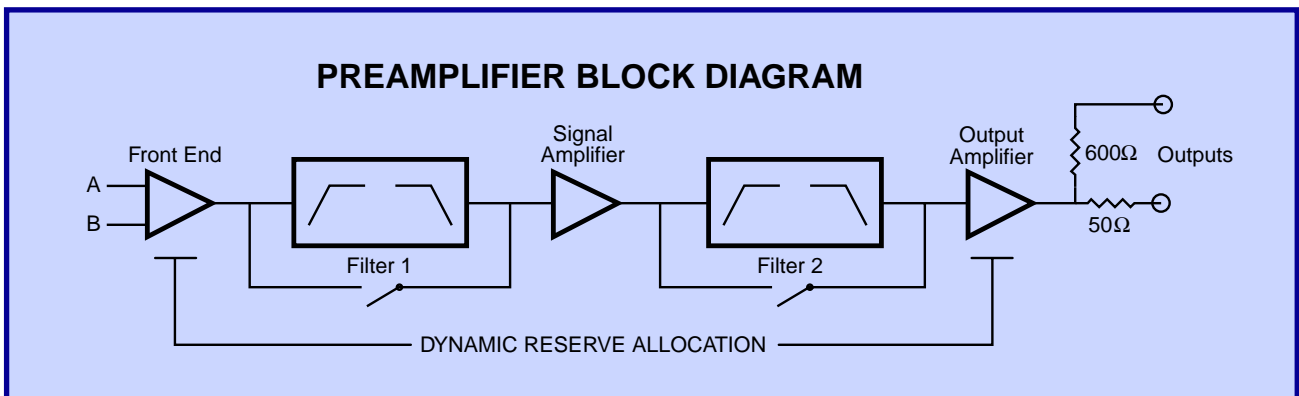 PREAMPLIFIER BLOCK DIAGRAM
Front End
A
B
Filter 1
Signal
Amplifier
Filter 2
Output
Amplifier
600Ω
Outputs
50Ω
DYNAMIC RESERVE ALLOCATION